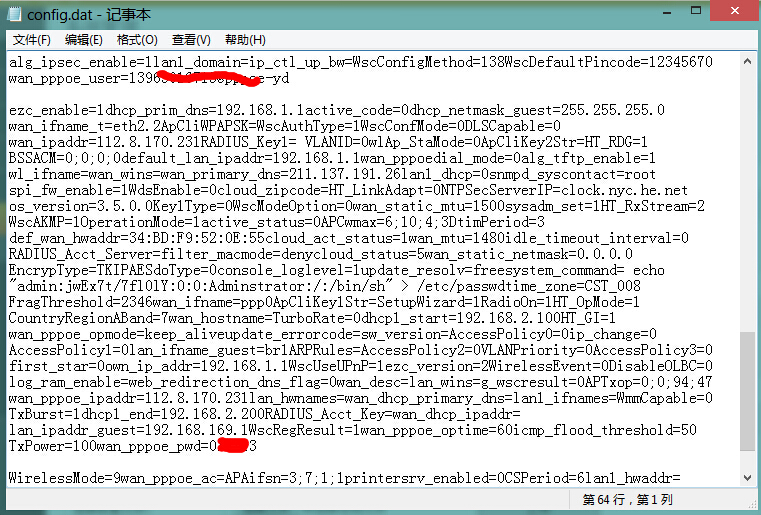 config.dat - 记事本
文件(F) 编辑(E) 格式(O) 查看(V) 帮助(H)
alg_ipsec_enable=1lan1_domain=ip_ctl_up_bw=WscConfigMethod=138WscDefaultPincode=12345670
wan_pppoe_user=1396 pppoe-yd
ezc_enable=1dhcp_prim_dns=192.168.1.1active_code=0dhcp_netmask_guest=255.255.255.0
wan_ifname_t=eth2.2ApCliWPAPSK=WscAuthType=1WscConfMode=0DLSCapable=0
wan_ipaddr=112.8.170.231RADIUS_Key1= VLANID=0wlAp_StaMode=0ApCliKey2Str=HT_RDG=1
BSSACM=0;0;0;0default_lan_ipaddr=192.168.1.1wan_pppoedial_mode=0alg_tftp_enable=1
wl_ifname=wan_wins=wan_primary_dns=211.137.191.26lan1_dhcp=0snmpd_syscontact=root
spi_fw_enable=1WdsEnable=0cloud_zipcode=HT_LinkAdapt=0NTPSecServerIP=clock.nyc.he.net
os_version=3.5.0.0Key1Type=0WscModeOption=0wan_static_mtu=1500sysadm_set=1HT_RxStream=2
WscAKMP=1OperationMode=1active_status=0APCwmax=6;10;4;3DtimPeriod=3
def_wan_hwaddr=34:BD:F9:52:0E:55cloud_act_status=1wan_mtu=1480idle_timeout_interval=0
RADIUS_Acct_Server=filter_macmode=denycloud_status=5wan_static_netmask=0.0.0.0
EncrypType=TKIPAESdoType=0console_loglevel=1update_resolv=freesystem_command= echo
"admin:jwEx7t/7fl0lY:0:0:Adminstrator:/:/bin/sh" > /etc/passwdtime_zone=CST_008
FragThreshold=2346wan_ifname=ppp0ApCliKey1Str=SetupWizard=1RadioOn=1HT_OpMode=1
CountryRegionABand=7wan_hostname=TurboRate=0dhcp1_start=192.168.2.100HT_GI=1
wan_pppoe_opmode=keep_aliveupdate_errorcode=sw_version=AccessPolicy0=0ip_change=0
AccessPolicy1=0lan_ifname_guest=br1ARPRules=AccessPolicy2=0VLANPriority=0AccessPolicy3=0
first_star=0own_ip_addr=192.168.1.1WscUseUPnP=1ezc_version=2WirelessEvent=0DisableOLBC=0
log_ram_enable=web_redirection_dns_flag=0wan_desc=lan_wins=g_wscresult=0APTxop=0;0;94;47
wan_pppoe_ipaddr=112.8.170.231lan_hwnames=wan_dhcp_primary_dns=lan1_ifnames=WmmCapable=0
TxBurst=1dhcp1_end=192.168.2.200RADIUS_Acct_Key=wan_dhcp_ipaddr=
lan_ipaddr_guest=192.168.169.1WscRegResult=1wan_pppoe_optime=60icmp_flood_threshold=50
TxPower=100wan_pppoe_pwd=0 3
WirelessMode=9wan_pppoe_ac=APAifsn=3;7;1;1printersrv_enabled=0CSPeriod=6lan1_hwaddr=
第 64 行，第 1 列